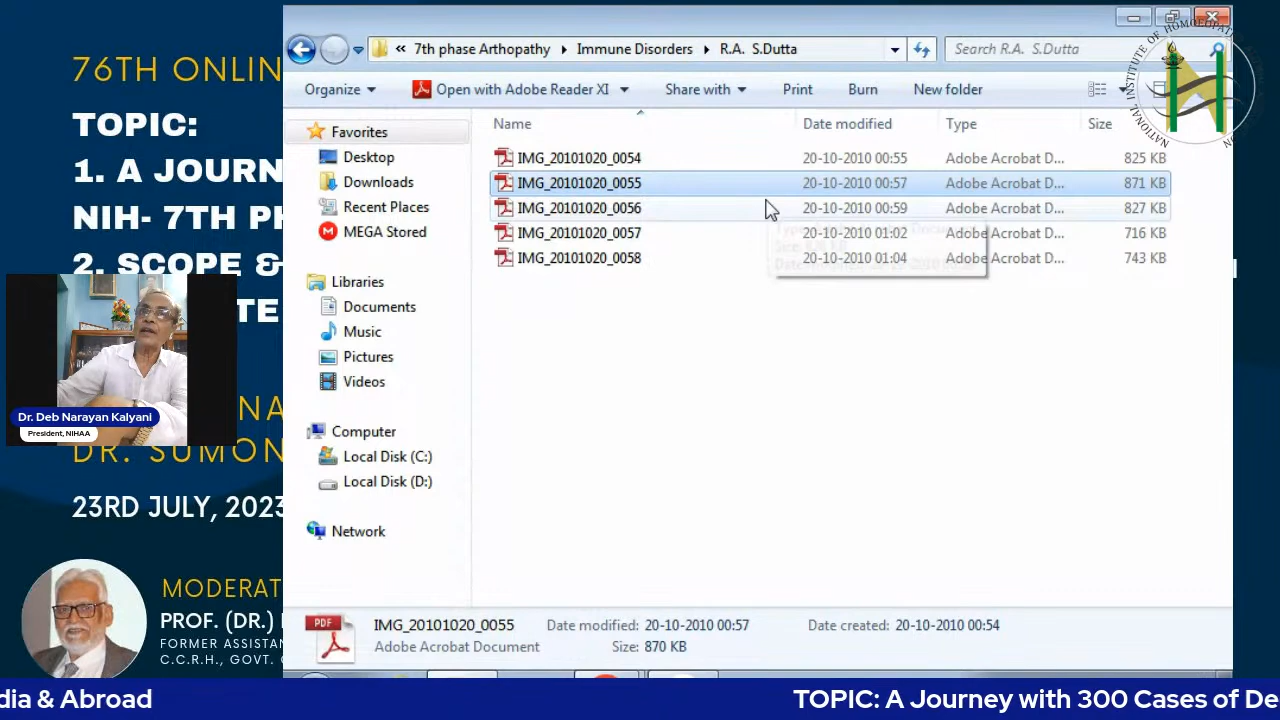 76TH ONLIN
TOPIC:
1. A JOURN
NIH- 7TH PH
2. SCOPE &
TE
NA
DR. SUMON
23RD JULY, 2023
MODERAT
PROF. (DR.)
FORMER ASSISTAN
C.C.R.H., GOVT.
Dr. Deb Narayan Kalyani
President, NIHAA
« 7th phase Arthopathy Immune Disorders R.A. S.Dutta
Search R.A. S.Dutta
Organize Open with Adobe Reader XI Share with Print Burn New folder
Favorites
Desktop
Downloads
Recent Places
MEGA Stored
Libraries
Documents
Music
Pictures
Videos
Computer
Local Disk (C:)
Local Disk (D:)
Network
Name Date modified Type Size
IMG_20101020_0054 20-10-2010 00:55 Adobe Acrobat D... 825 KB
IMG_20101020_0055 20-10-2010 00:57 Adobe Acrobat D... 871 KB
IMG_20101020_0056 20-10-2010 00:59 Adobe Acrobat D... 827 KB
IMG_20101020_0057 20-10-2010 01:02 Adobe Acrobat D... 716 KB
IMG_20101020_0058 20-10-2010 01:04 Adobe Acrobat D... 743 KB
PDF
IMG_20101020_0055 Date modified: 20-10-2010 00:57 Date created: 20-10-2010 00:54
Adobe Acrobat Document Size: 870 KB
NATIONAL INSTITUTE OF HOMOEOPATHY
dia & Abroad
TOPIC: A Journey with 300 Cases of De